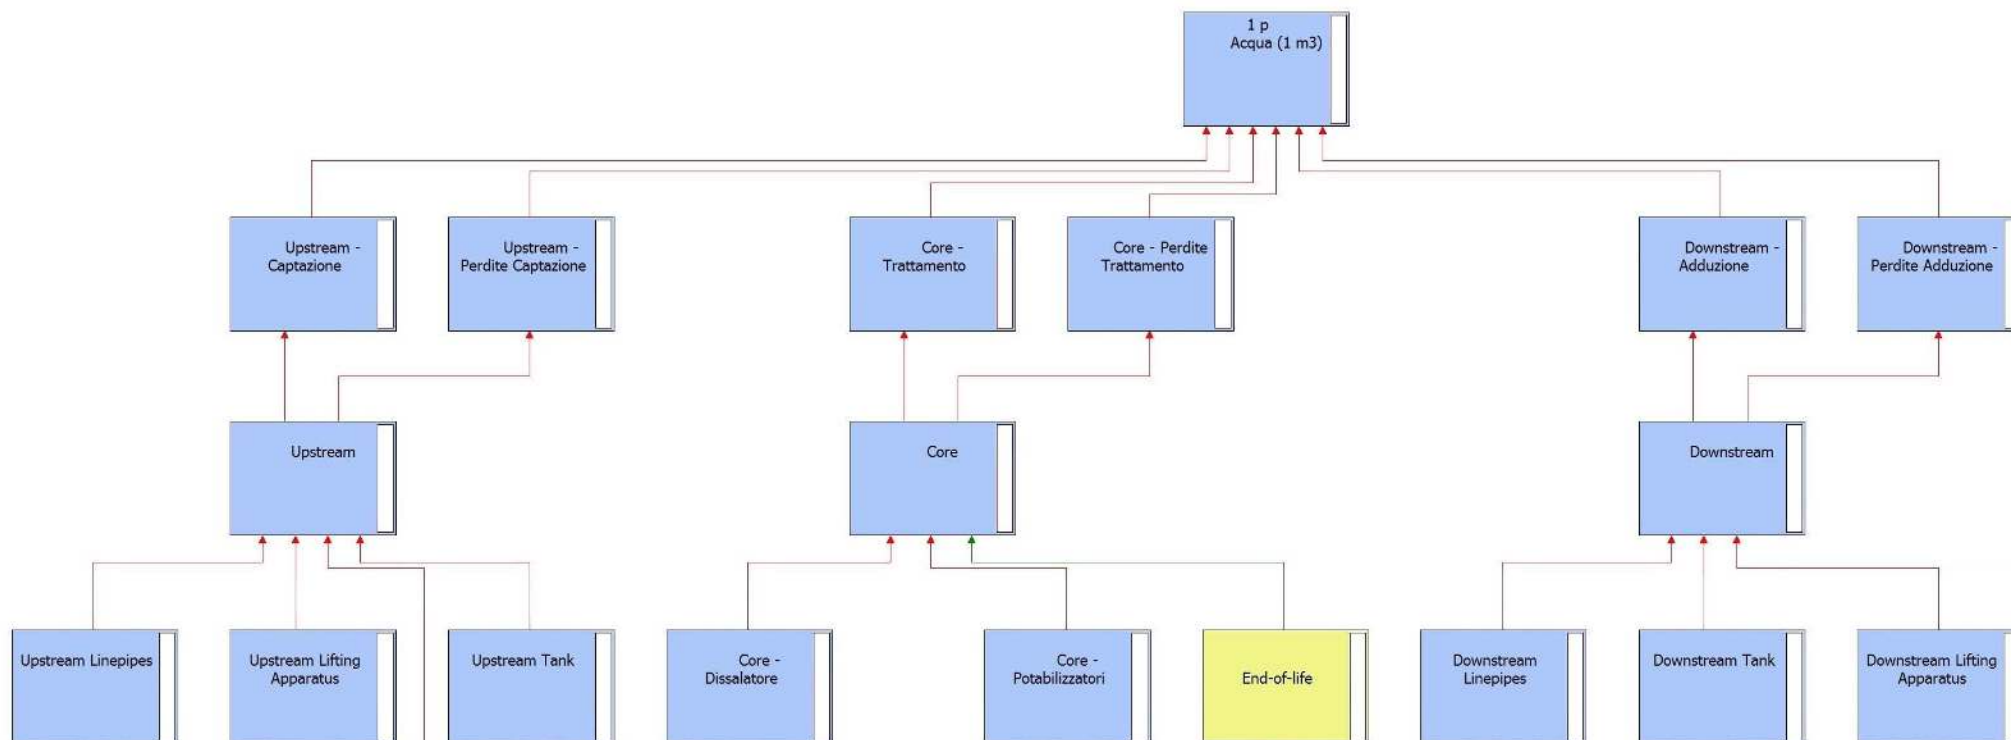 1 p
Acqua (1 m3)
Upstream -
Captazione
Upstream -
Perdite Captazione
Core -
Trattamento
Core - Perdite
Trattamento
Downstream -
Adduzione
Downstream -
Perdite Adduzione
Upstream
Core
Downstream
Upstream Linepipes
Upstream Lifting
Apparatus
Upstream Tank
Core -
Dissalatore
Core -
Potabilizzatori
End-of-life
Downstream
Linepipes
Downstream Tank
Downstream Lifting
Apparatus